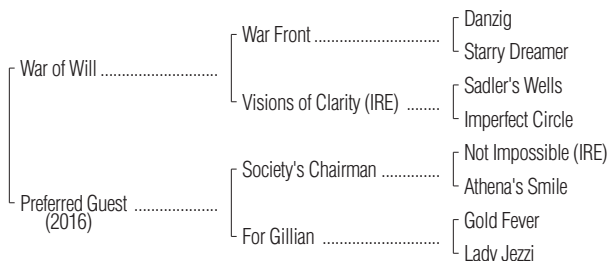 Danzig
War Front ....................
Starry Dreamer
War of Will ...........................
Sadler's Wells
Visions of Clarity (IRE) ........
Imperfect Circle
Not Impossible (IRE)
Society's Chairman ..............
Athena's Smile
Preferred Guest ...................
(2016)
Gold Fever
For Gillian ....................
Lady Jezzi